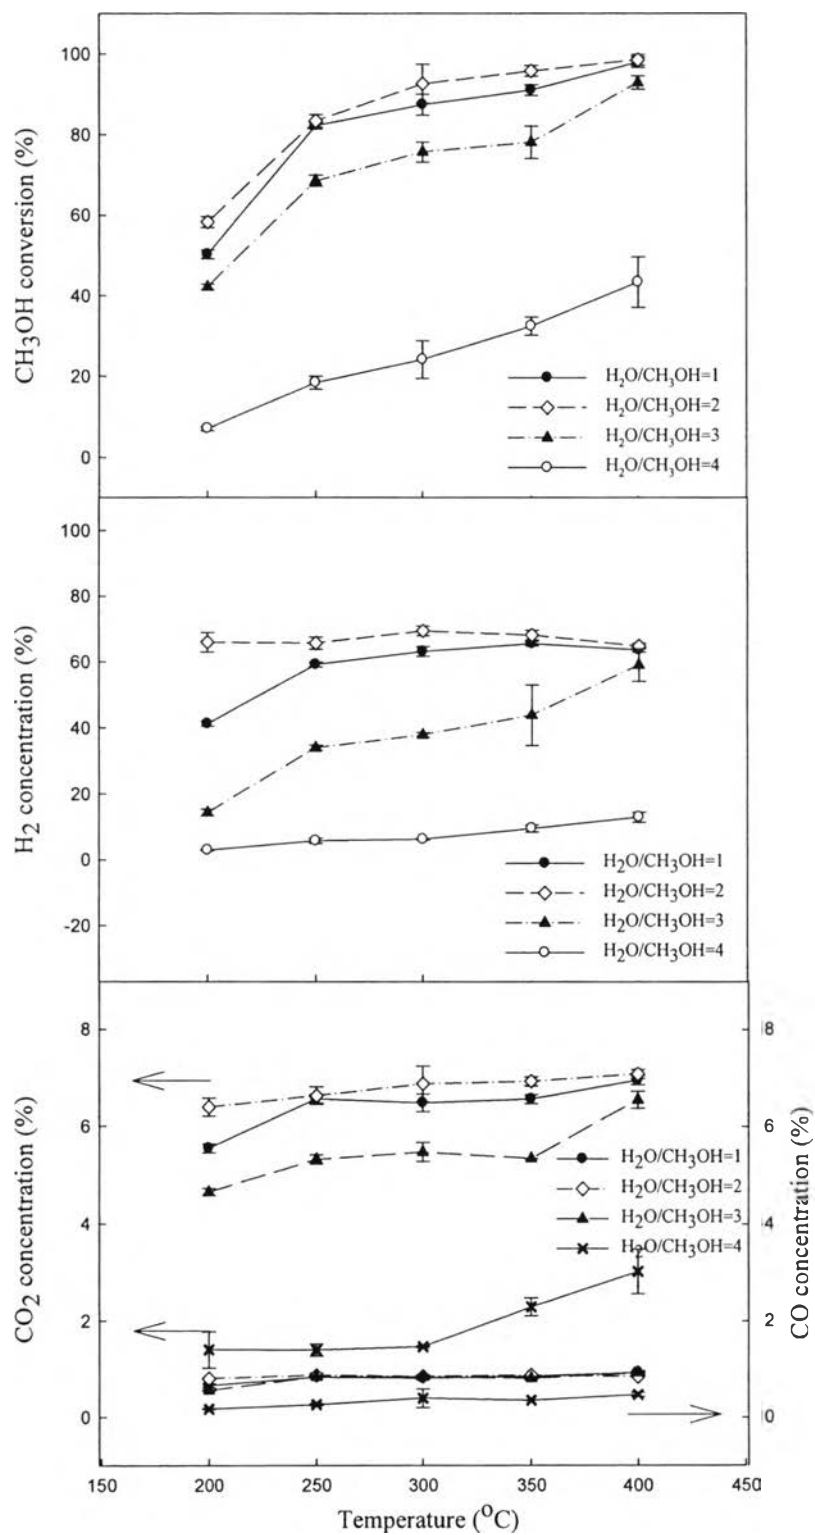 100
80
60
40
20
0
CH3OH conversion (%)
H2O/CH3OH=1
H2O/CH3OH=2
H2O/CH3OH=3
H2O/CH3OH=4
100
80
60
40
20
0
-20
H2 concentration (%)
H2O/CH3OH=1
H2O/CH3OH=2
H2O/CH3OH=3
H2O/CH3OH=4
8
6
4
2
0
CO2 concentration (%)
H2O/CH3OH=1
H2O/CH3OH=2
H2O/CH3OH=3
H2O/CH3OH=4
8
6
4
2
0
CO concentration (%)
150 200 250 300 350 400 450
Temperature (°C)